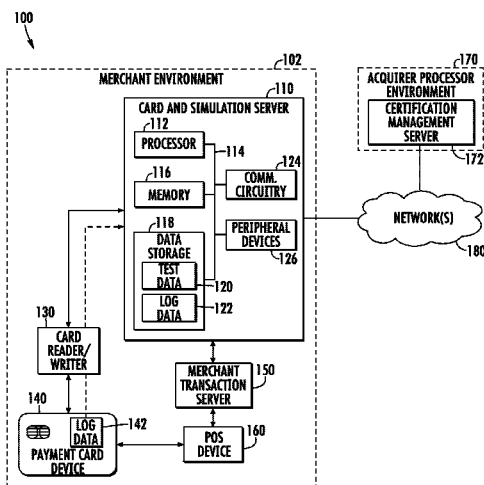 100
102
MERCHANT ENVIRONMENT
110
CARD AND SIMULATION SERVER
112
PROCESSOR
114
116
MEMORY
124
COMM.
CIRCUITRY
118
DATA
STORAGE
TEST
DATA
120
LOG
DATA
122
PERIPHERAL
DEVICES
126
130
CARD
READER/
WRITER
140
LOG
DATA
142
PAYMENT CARD
DEVICE
MERCHANT
TRANSACTION
SERVER
150
POS
DEVICE
160
170
ACQUIRER PROCESSOR
ENVIRONMENT
CERTIFICATION
MANAGEMENT
SERVER
172
NETWORK(S)
180